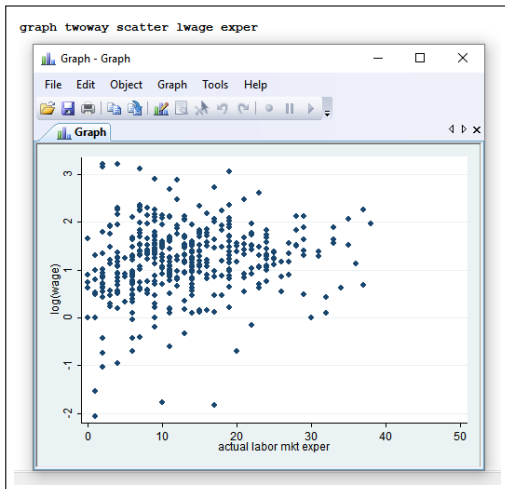 graph twoway scatter lwage exper
Graph - Graph
File Edit Object Graph Tools Help
Graph
3
2
1
0
-1
-2
log(wage)
0 10 20 30 40 50
actual labor mkt exper